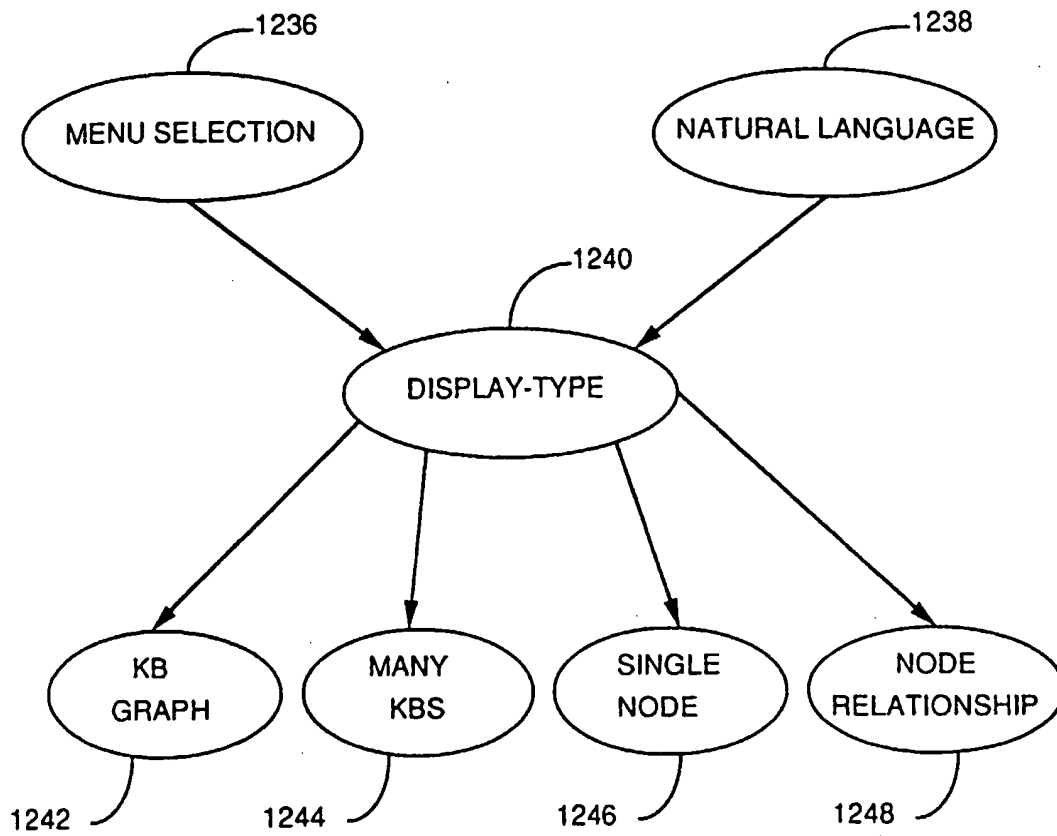 1236
1238
MENU SELECTION
NATURAL LANGUAGE
1240
DISPLAY-TYPE
KB
GRAPH
MANY
KBS
SINGLE
NODE
NODE
RELATIONSHIP
1242
1244
1246
1248